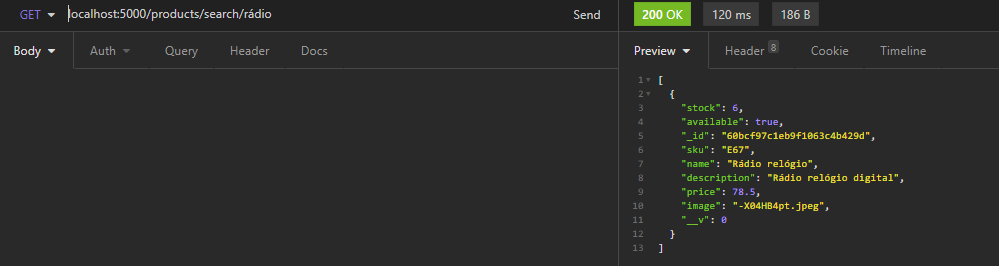 GET localhost:5000/products/search/rádio Send
200 OK 120 ms 186 B
Body Auth Query Header Docs
Preview Header 8 Cookie Timeline
1 [
2 {
3 "stock": 6,
4 "available": true,
5 "_id": "60bcf97c1eb9f1063c4b429d",
6 "sku": "E67",
7 "name": "Rádio relógio",
8 "description": "Rádio relógio digital",
9 "price": 78.5,
10 "image": "-X04HB4pt.jpeg",
11 "__v": 0
12 }
13 ]